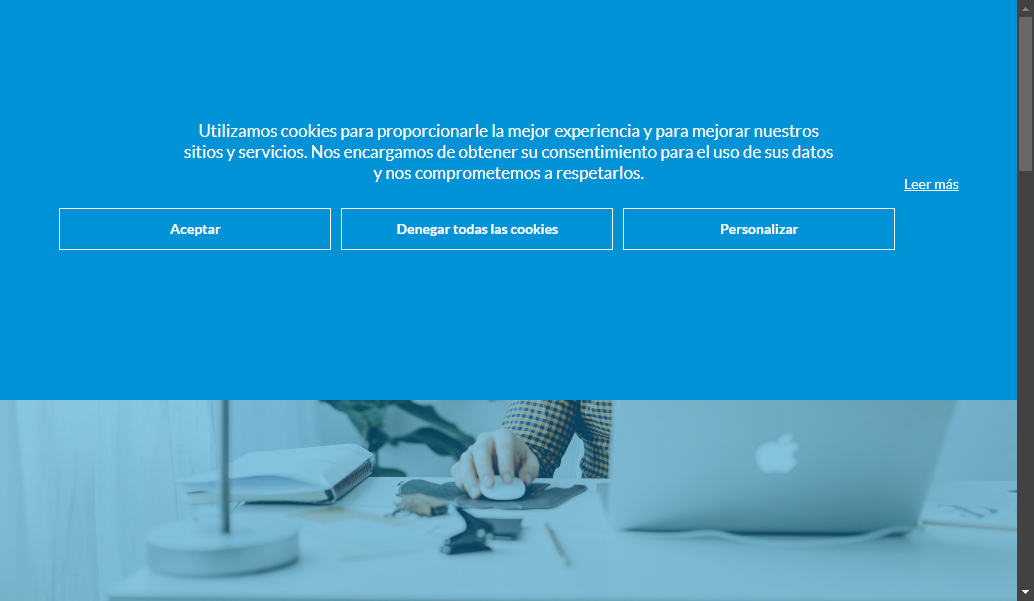 Utilizamos cookies para proporcionarle la mejor experiencia y para mejorar nuestros
sitios y servicios. Nos encargamos de obtener su consentimiento para el uso de sus datos
y nos comprometemos a respetarlos.
Leer más
Aceptar
Denegar todas las cookies
Personalizar